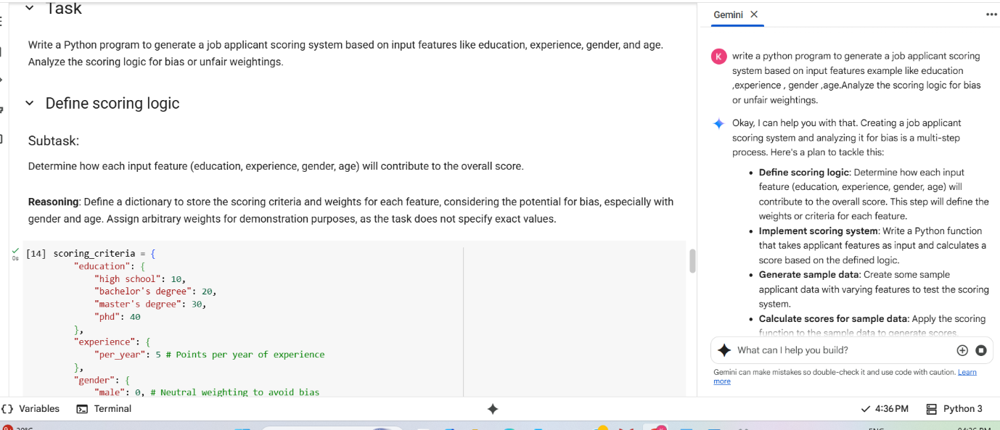 Task
Write a Python program to generate a job applicant scoring system based on input features like education, experience, gender, and age.
Analyze the scoring logic for bias or unfair weightings.
Define scoring logic
Subtask:
Determine how each input feature (education, experience, gender, age) will contribute to the overall score.
Reasoning: Define a dictionary to store the scoring criteria and weights for each feature, considering the potential for bias, especially with
gender and age. Assign arbitrary weights for demonstration purposes, as the task does not specify exact values.
0s
[14] scoring_criteria = {
"education": {
"high school": 10,
"bachelor's degree": 20,
"master's degree": 30,
"phd": 40
},
"experience": {
"per_year": 5 # Points per year of experience
},
"gender": {
"male": 0, # Neutral weighting to avoid bias
Gemini
K
write a python program to generate a job applicant scoring
system based on input features example like education
,experience , gender ,age.Analyze the scoring logic for bias
or unfair weightings.
Okay, I can help you with that. Creating a job applicant
scoring system and analyzing it for bias is a multi-step
process. Here's a plan to tackle this:
• Define scoring logic: Determine how each input
feature (education, experience, gender, age) will
contribute to the overall score. This step will define the
weights or criteria for each feature.
• Implement scoring system: Write a Python function
that takes applicant features as input and calculates a
score based on the defined logic.
• Generate sample data: Create some sample
applicant data with varying features to test the scoring
system.
• Calculate scores for sample data: Apply the scoring
function to the sample data to generate scores.
What can I help you build?
Gemini can make mistakes so double-check it and use code with caution. Learn
more
Variables
Terminal
4:36 PM
Python 3